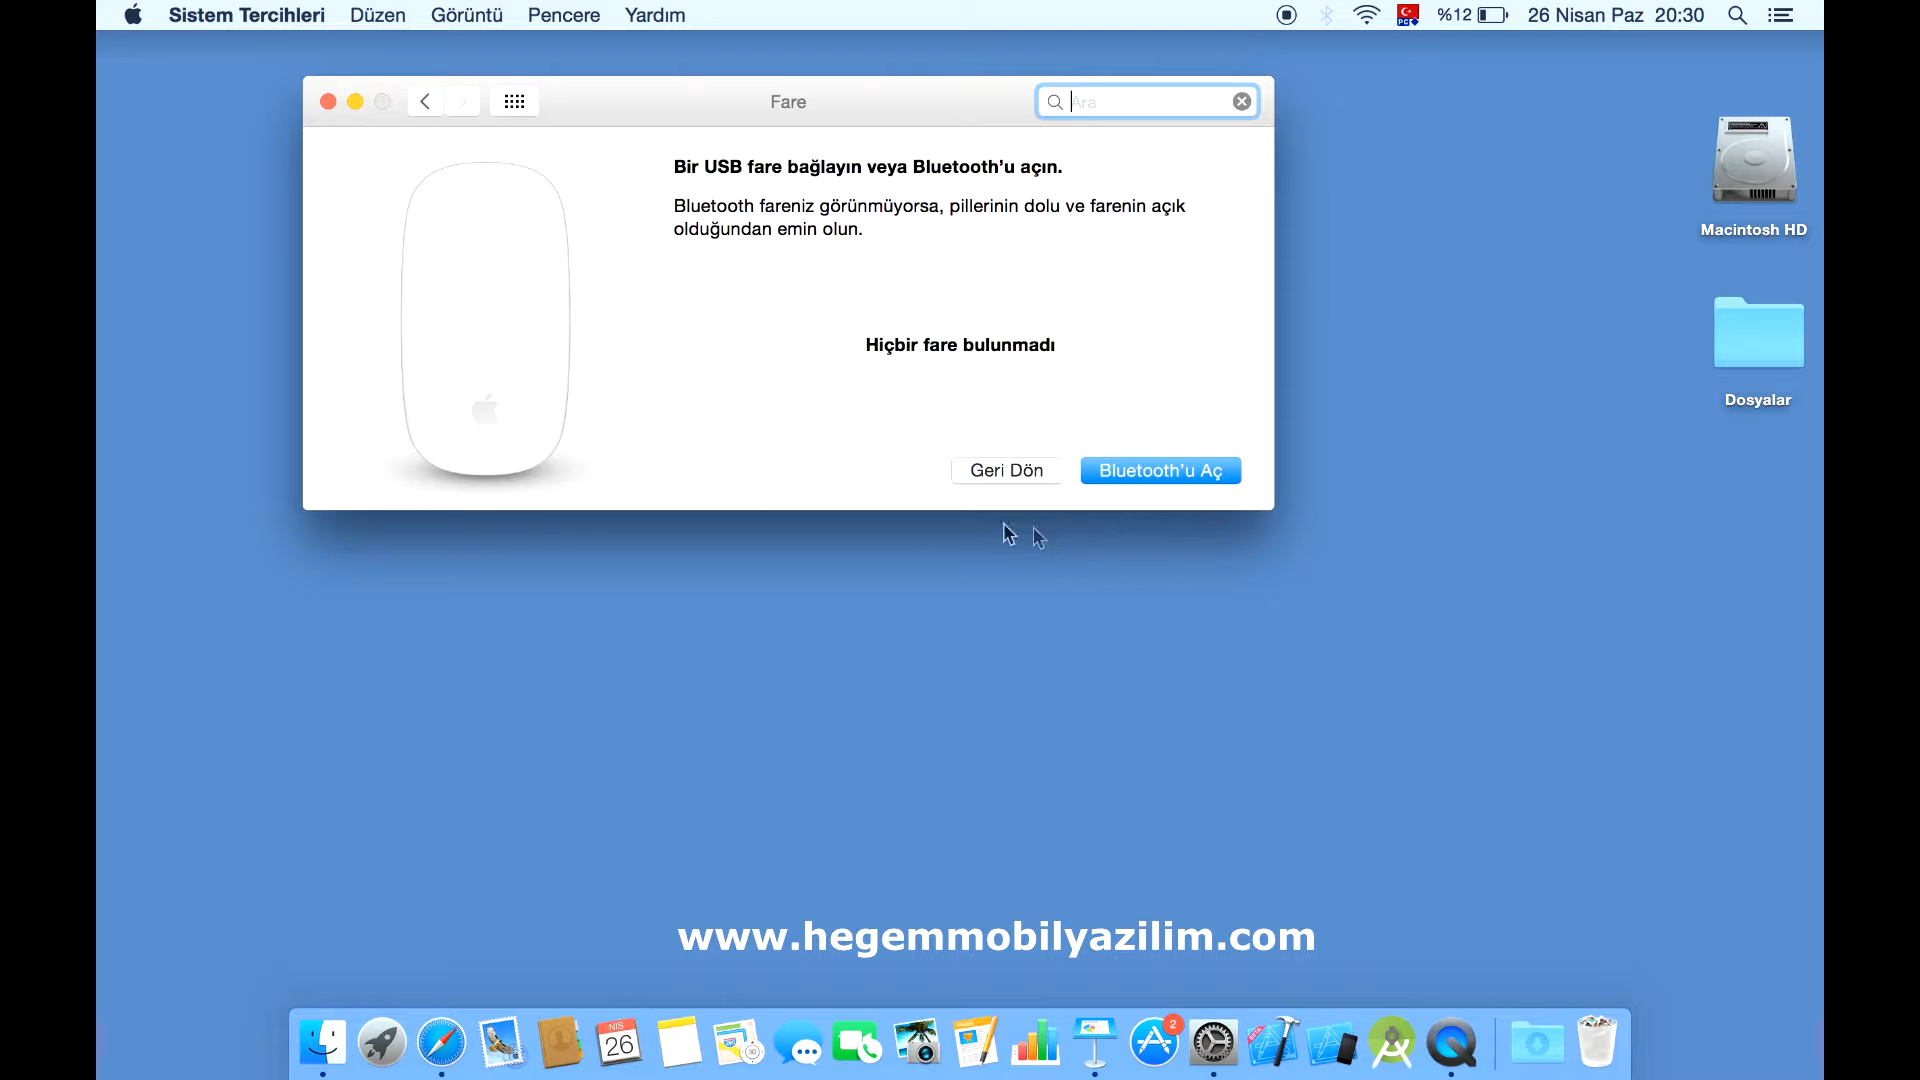 Sistem Tercihleri Düzen Görüntü Pencere Yardım %12 26 Nisan Paz 20:30
Fare
Ara
Bir USB fare bağlayın veya Bluetooth’u açın.
Bluetooth fareniz görünmüyorsa, pillerinin dolu ve farenin açık
olduğundan emin olun.
Hiçbir fare bulunmadı
Geri Dön Bluetooth’u Aç
Macintosh HD
Dosyalar
www.hegemmobilyazilim.com
NİS
26
2